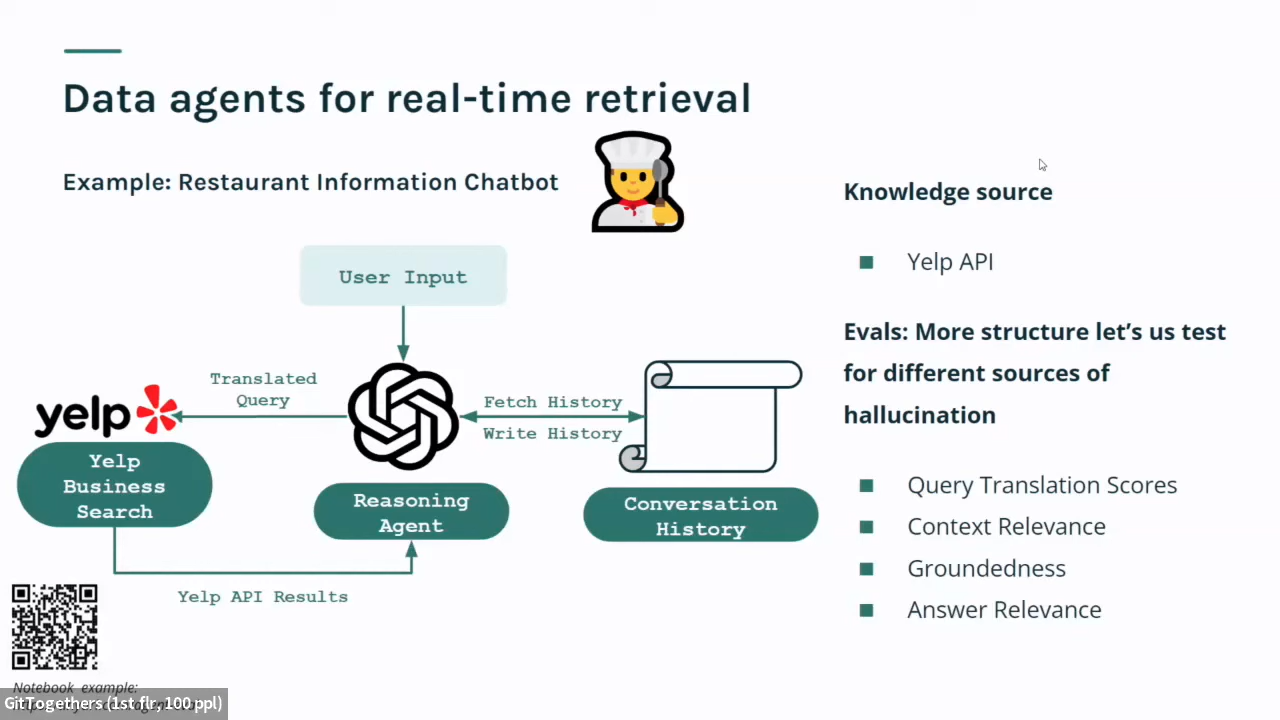 Data agents for real-time retrieval
Example: Restaurant Information Chatbot
User Input
Translated
Query
yelp
Yelp
Business
Search
Reasoning
Agent
Fetch History
Write History
Conversation
History
Yelp API Results
Knowledge source
Yelp API
Evals: More structure let’s us test
for different sources of
hallucination
Query Translation Scores
Context Relevance
Groundedness
Answer Relevance
Notebook example:
GitTogethers (1st flr, 100 ppl)